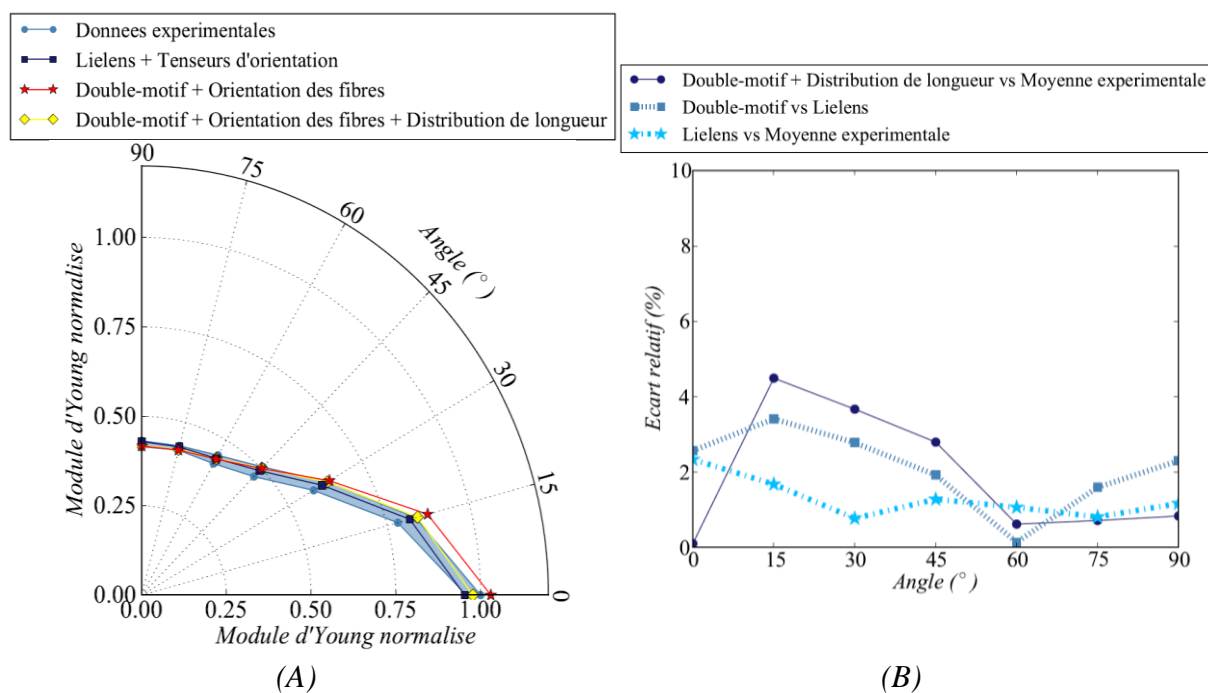 Donnees experimentales
Lielens + Tenseurs d'orientation
Double-motif + Orientation des fibres
Double-motif + Orientation des fibres + Distribution de longueur
90
75
60
Angle (°)
45
30
15
0
Module d'Young normalise
1.00
0.75
0.50
0.25
0.00
0.00 0.25 0.50 0.75 1.00
Module d'Young normalise
(A)
Double-motif + Distribution de longueur vs Moyenne experimentale
Double-motif vs Lielens
Lielens vs Moyenne experimentale
Ecart relatif (%)
10
8
6
4
2
0
0 15 30 45 60 75 90
Angle (°)
(B)